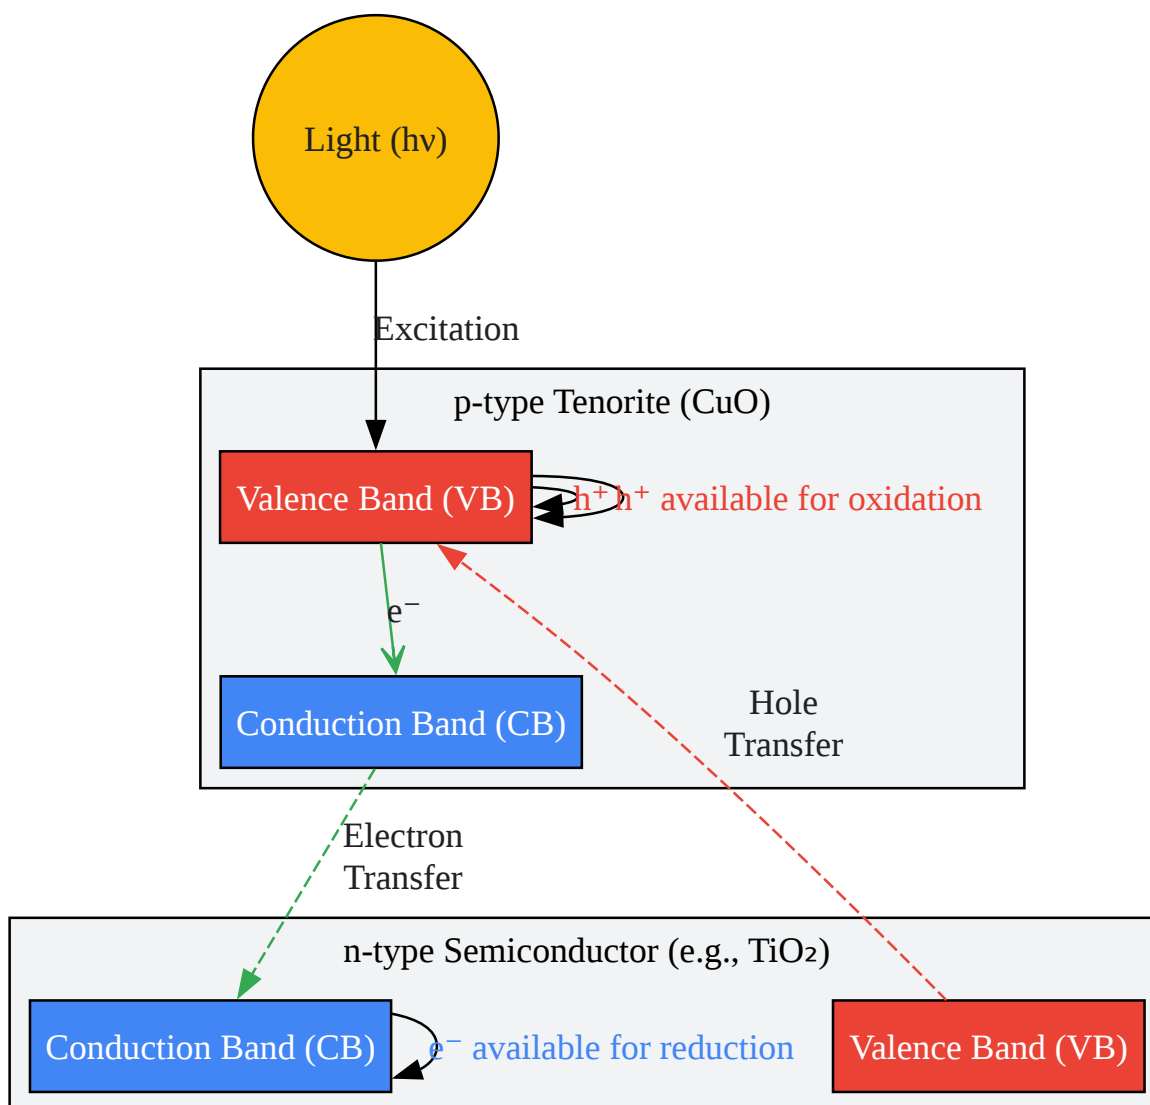 Light (hν)
Excitation
p-type Tenorite (CuO)
Valence Band (VB)
h⁺
h⁺ available for oxidation
e⁻
Conduction Band (CB)
Hole
Transfer
Electron
Transfer
n-type Semiconductor (e.g., TiO₂)
Conduction Band (CB)
e⁻ available for reduction
Valence Band (VB)